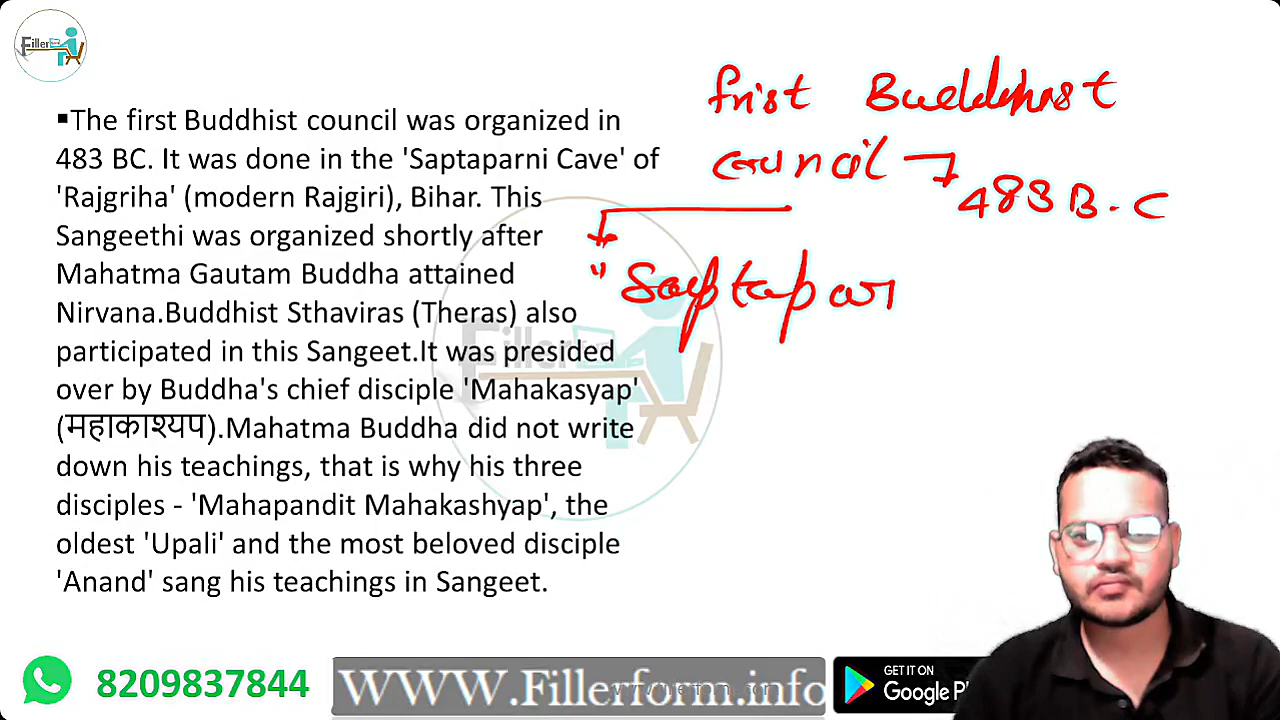 Filler
▪The first Buddhist council was organized in
483 BC. It was done in the 'Saptaparni Cave' of
'Rajgriha' (modern Rajgiri), Bihar. This
Sangeethi was organized shortly after
Mahatma Gautam Buddha attained
Nirvana.Buddhist Sthaviras (Theras) also
participated in this Sangeet.It was presided
over by Buddha's chief disciple 'Mahakasyap'
(महाकाश्यप).Mahatma Buddha did not write
down his teachings, that is why his three
disciples - 'Mahapandit Mahakashyap', the
oldest 'Upali' and the most beloved disciple
'Anand' sang his teachings in Sangeet.
frist Buddhist
council → 483 B.C
"Saptapar
8209837844
WWW.Fillerform.info
www.fillerform.com
GET IT ON
Google Pl